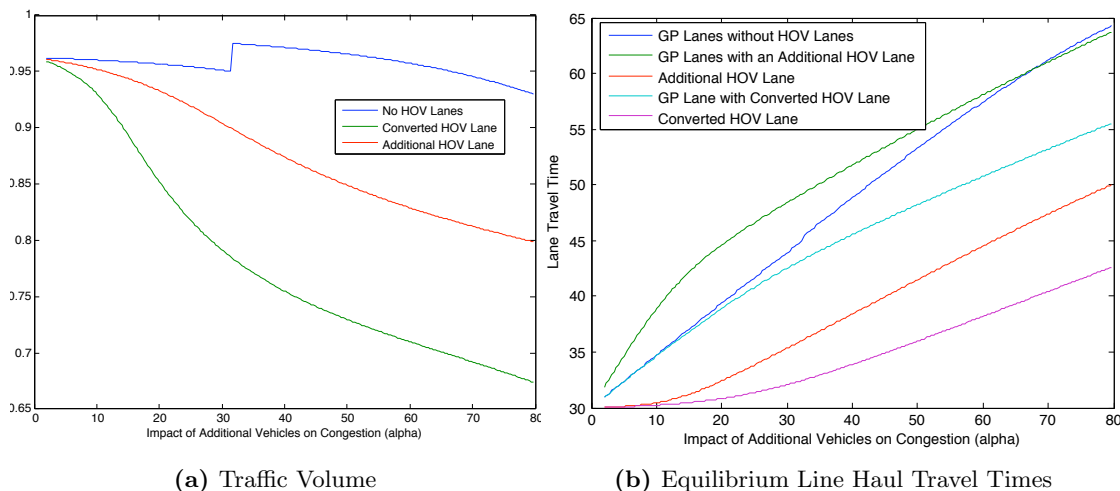 1
0.95
0.9
0.85
0.8
0.75
0.7
0.65
0 10 20 30 40 50 60 70 80
Impact of Additional Vehicles on Congestion (alpha)
No HOV Lanes
Converted HOV Lane
Additional HOV Lane
(a) Traffic Volume
65
60
55
50
45
40
35
30
Lane Travel Time
0 10 20 30 40 50 60 70 80
Impact of Additional Vehicles on Congestion (alpha)
GP Lanes without HOV Lanes
GP Lanes with an Additional HOV Lane
Additional HOV Lane
GP Lane with Converted HOV Lane
Converted HOV Lane
(b) Equilibrium Line Haul Travel Times